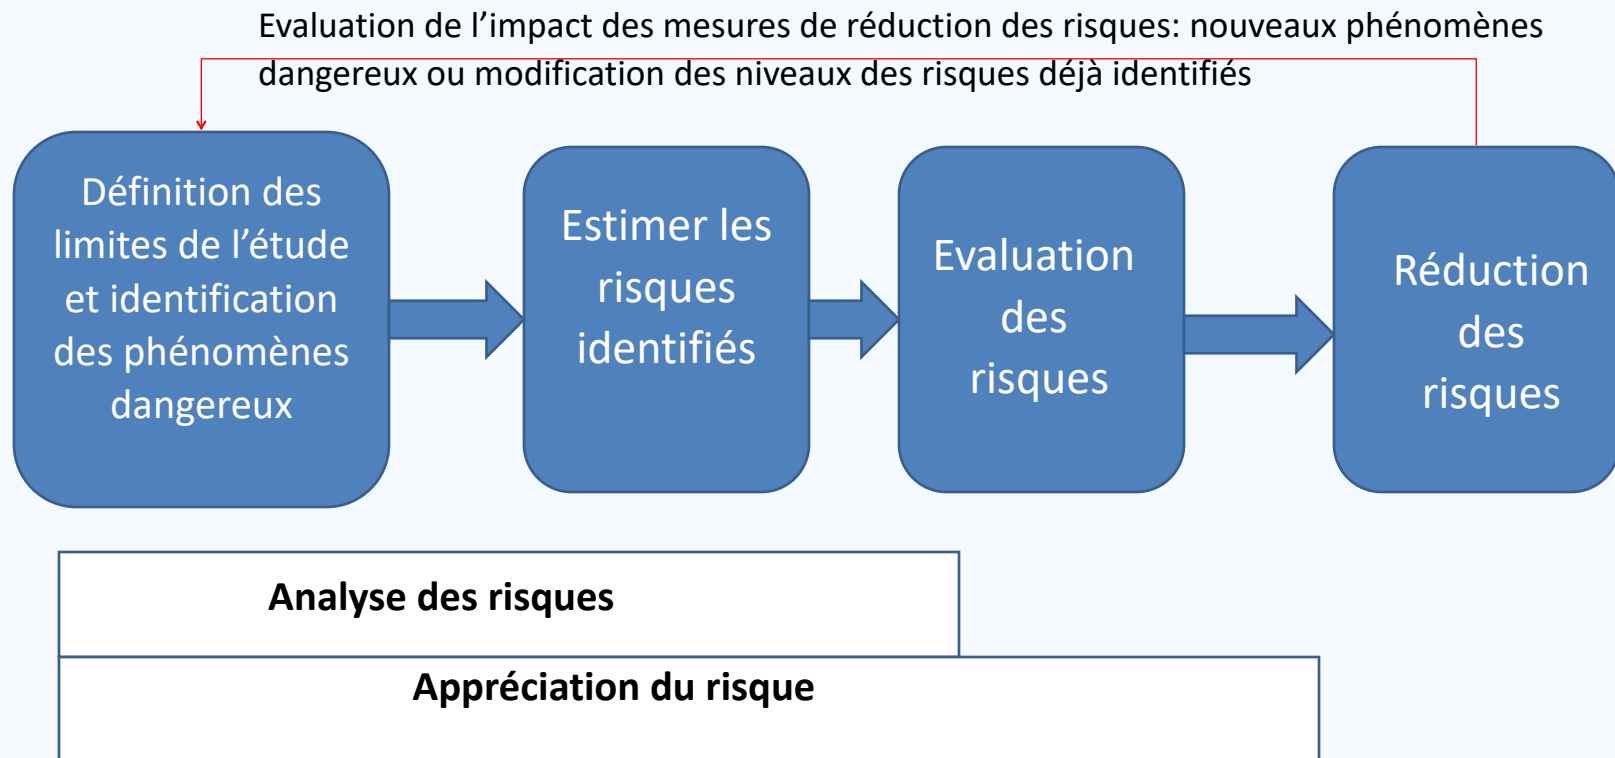 Evaluation de l’impact des mesures de réduction des risques: nouveaux phénomènes
dangereux ou modification des niveaux des risques déjà identifiés
Définition des
limites de l’étude
et identification
des phénomènes
dangereux
Estimer les
risques
identifiés
Evaluation
des
risques
Réduction
des
risques
Analyse des risques
Appréciation du risque